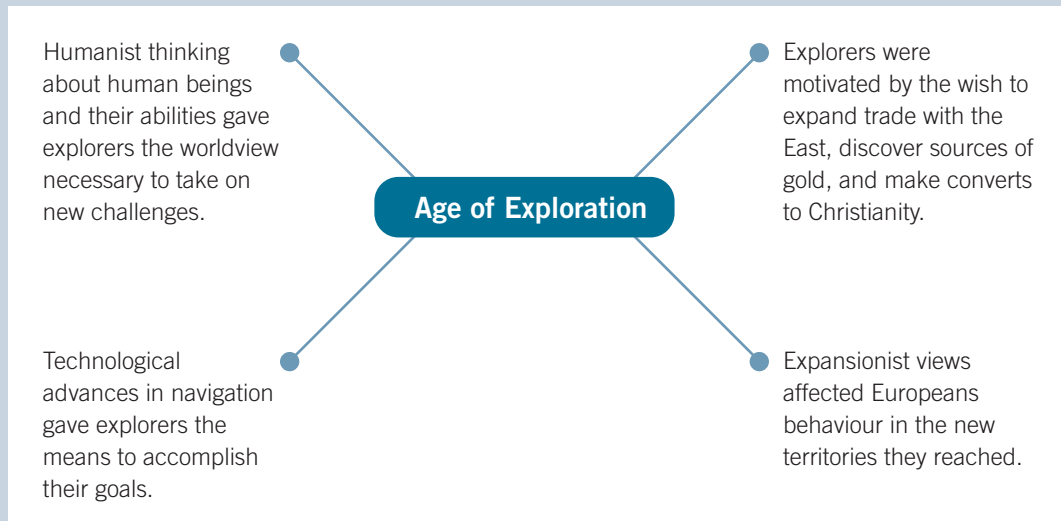 Humanist thinking
about human beings
and their abilities gave
explorers the worldview
necessary to take on
new challenges.
Explorers were
motivated by the wish to
expand trade with the
East, discover sources of
gold, and make converts
to Christianity.
Age of Exploration
Technological
advances in navigation
gave explorers the
means to accomplish
their goals.
Expansionist views
affected Europeans
behaviour in the new
territories they reached.